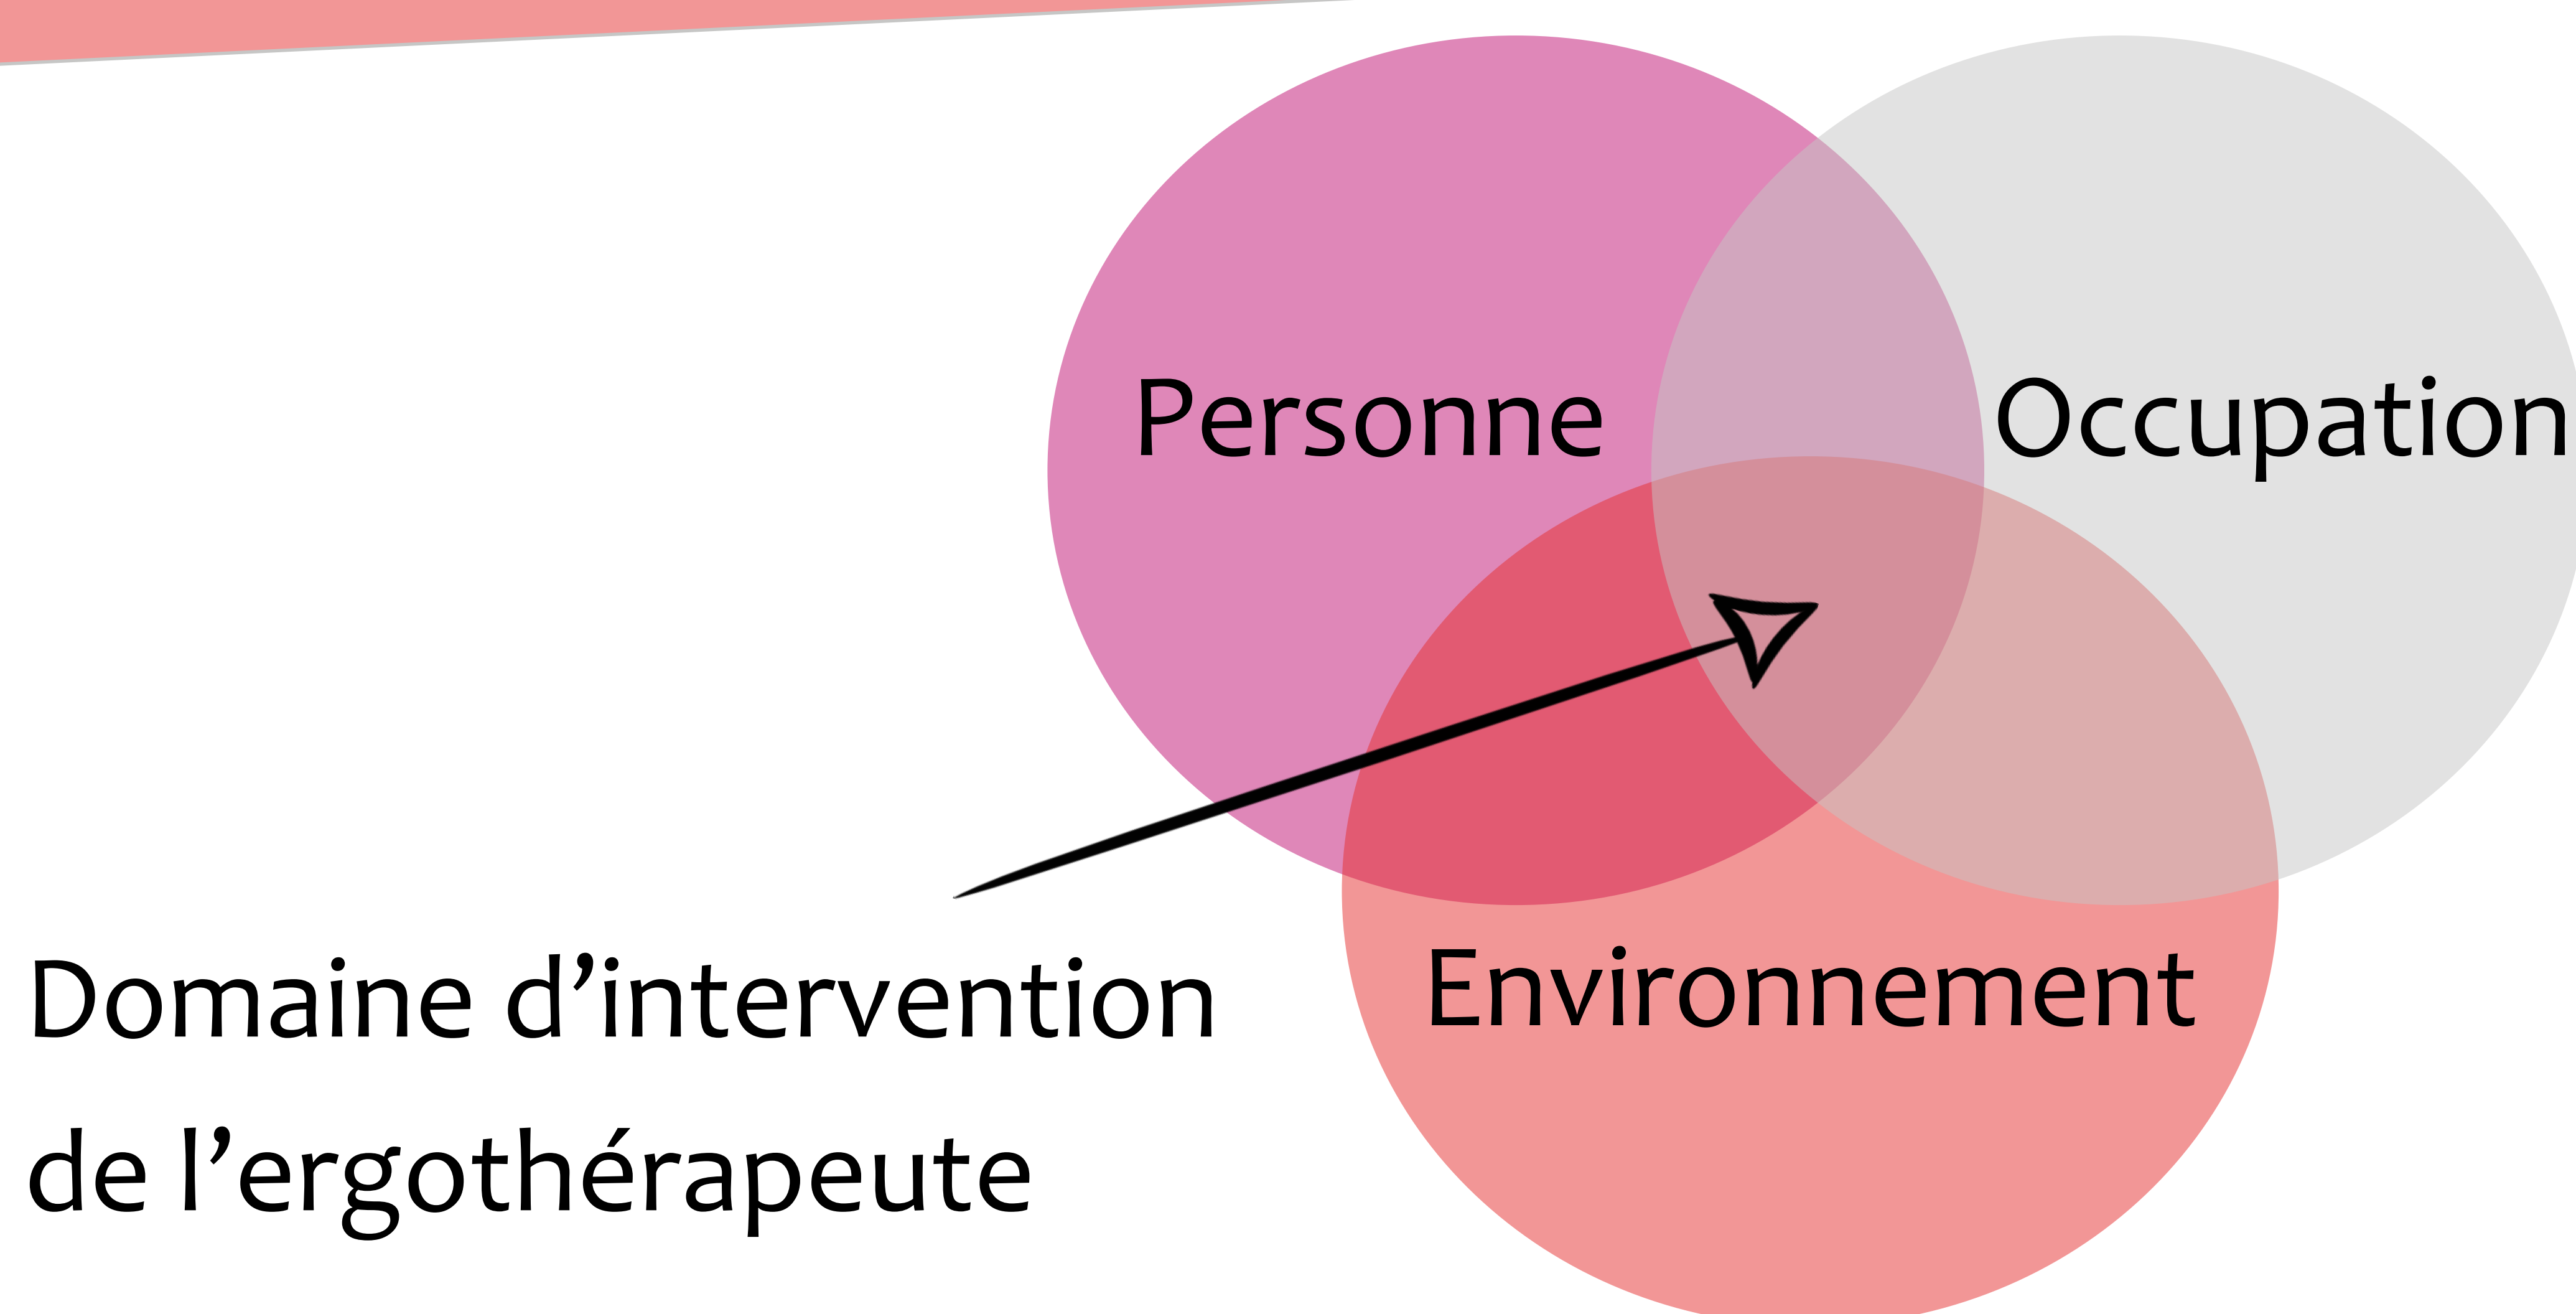 Personne
Occupation
Environnement
Domaine d’intervention
de l’ergothérapeute